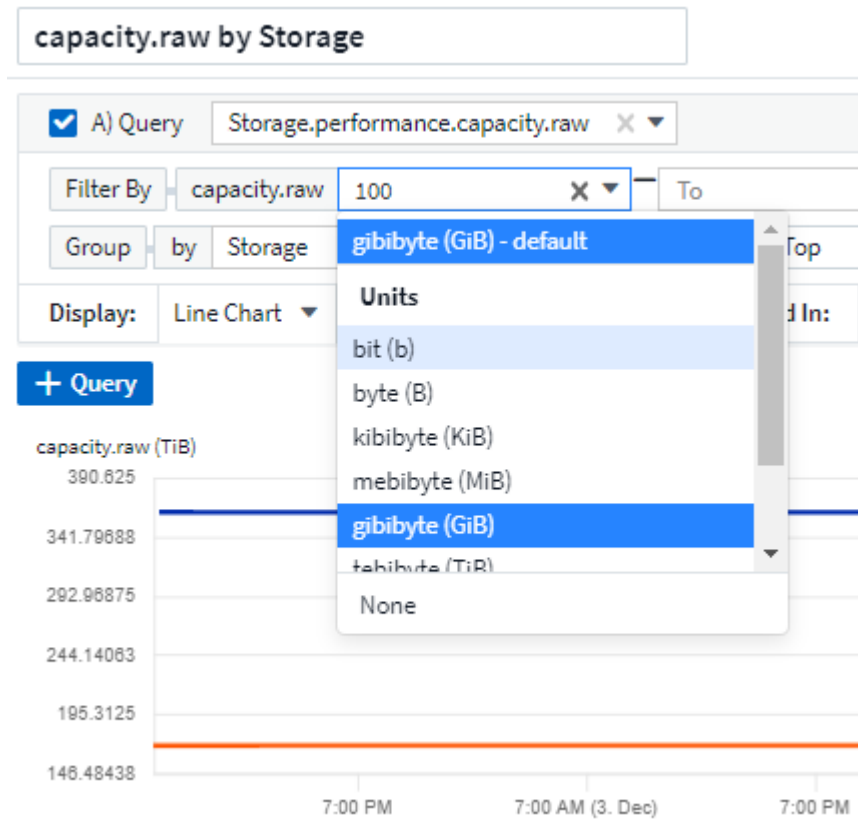 capacity.raw by Storage
A) Query Storage.performance.capacity.raw
Filter By capacity.raw 100 To
Group by Storage Top
gibibyte (GiB) - default
Units
Display: Line Chart d In:
bit (b)
byte (B)
+ Query
kibibyte (KiB)
mebibyte (MiB)
gibibyte (GiB)
tebibyte (TiB)
None
capacity.raw (TiB)
390.625
341.79688
292.96875
244.14063
195.3125
146.48438
7:00 PM 7:00 AM (3. Dec) 7:00 PM